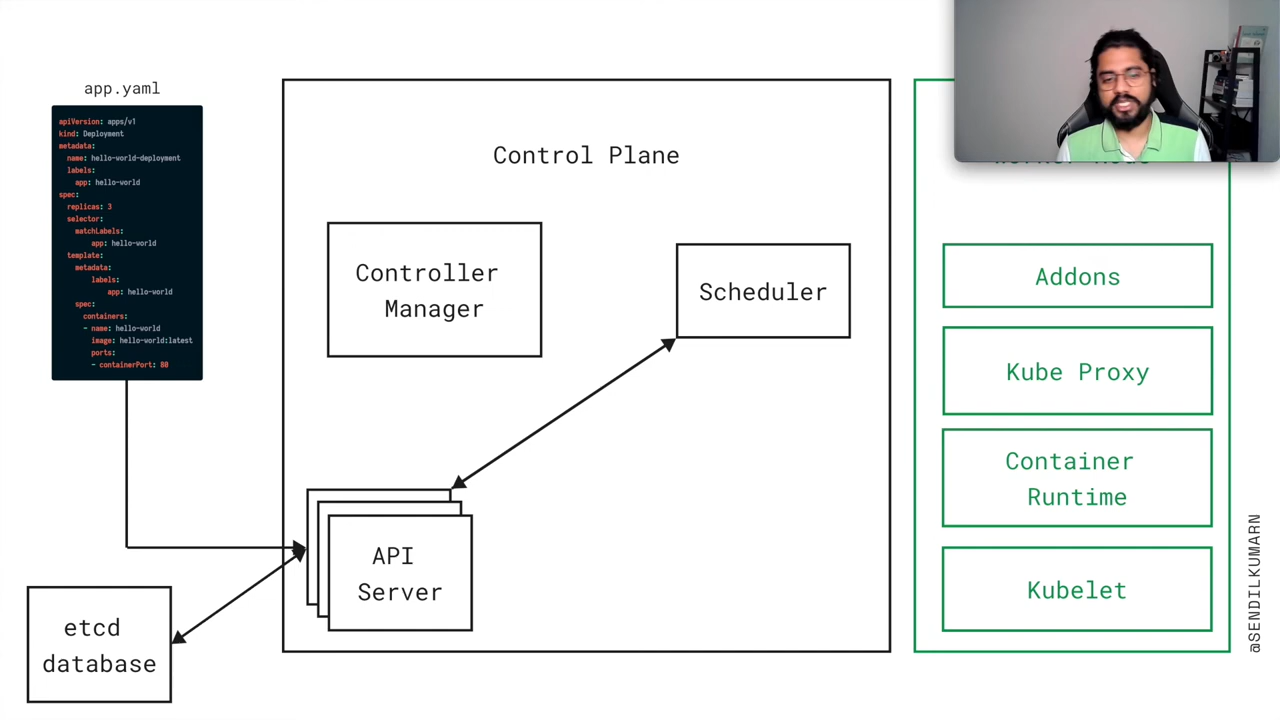 app.yaml
apiVersion: apps/v1
kind: Deployment
metadata:
name: hello-world-deployment
labels:
app: hello-world
spec:
replicas: 3
selector:
matchLabels:
app: hello-world
template:
metadata:
labels:
app: hello-world
spec:
containers:
- name: hello-world
image: hello-world:latest
ports:
- containerPort: 80
etcd
database
Control Plane
Controller
Manager
Scheduler
API
Server
Addons
Kube Proxy
Container
Runtime
Kubelet
@SENDILKUMARN